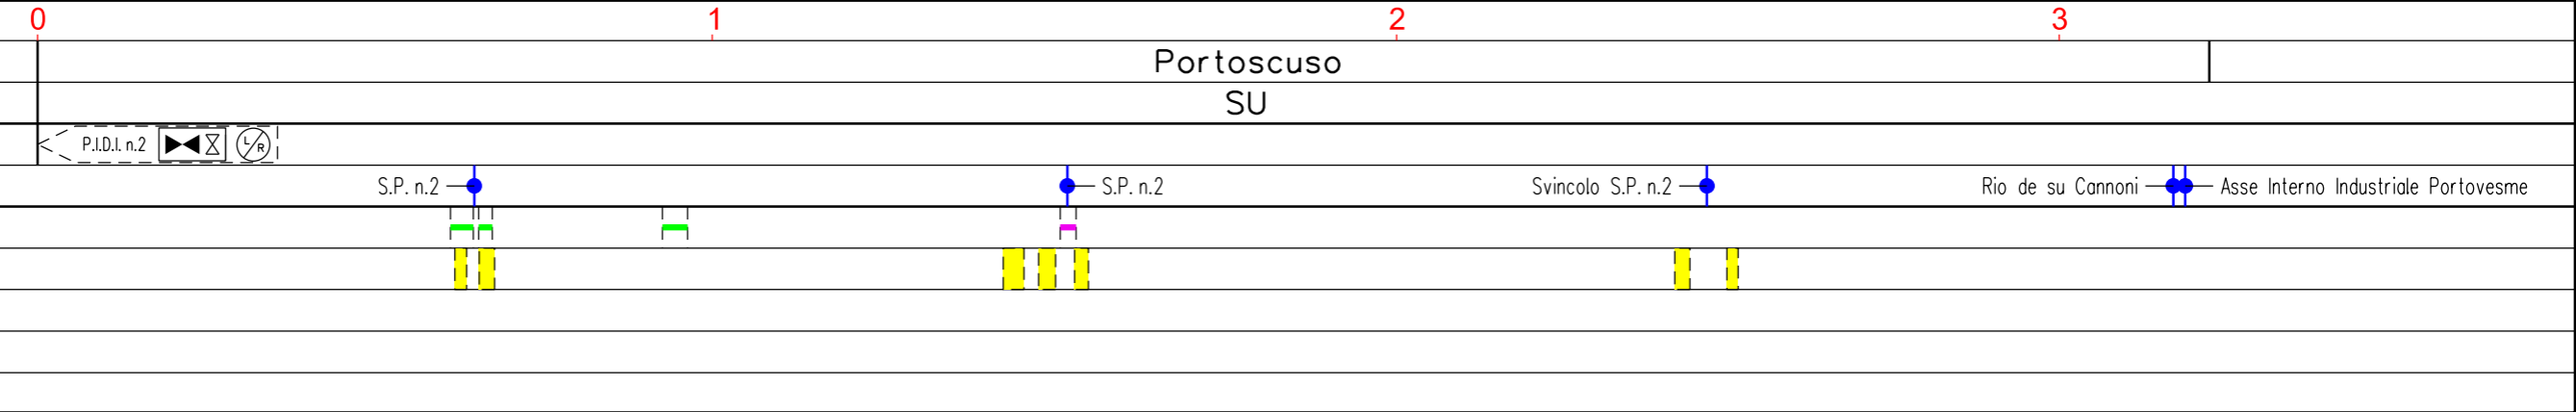 0 1 2 3
Portoscuso
SU
P.I.D.I. n.2 L/R
S.P. n.2 S.P. n.2 Svincolo S.P. n.2 Rio de su Cannoni Asse Interno Industriale Portovesme